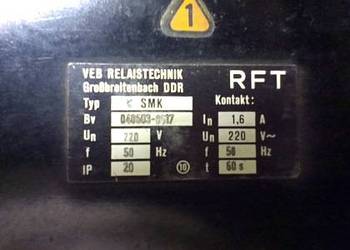 1
VEB RELAISTECHNIK RFT
Großbreitenbach DDR
Typ SMK Kontakt:
Bv In 1,6 A
Un 220 V Un 220 V~
f 50 Hz f 50 Hz
IP 20 10 t 60 s